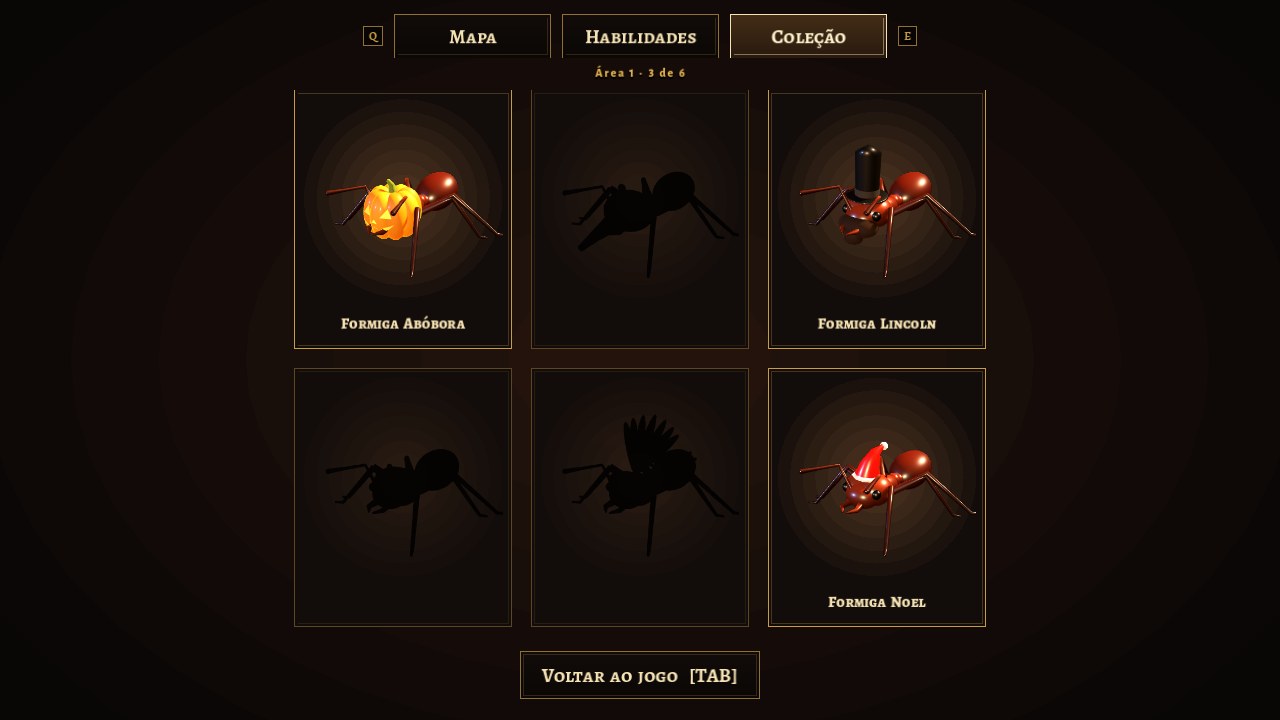 Q Mapa Habilidades Coleção E
Área 1 · 3 de 6
Formiga Abóbora Formiga Lincoln
Formiga Noel
Voltar ao jogo [TAB]